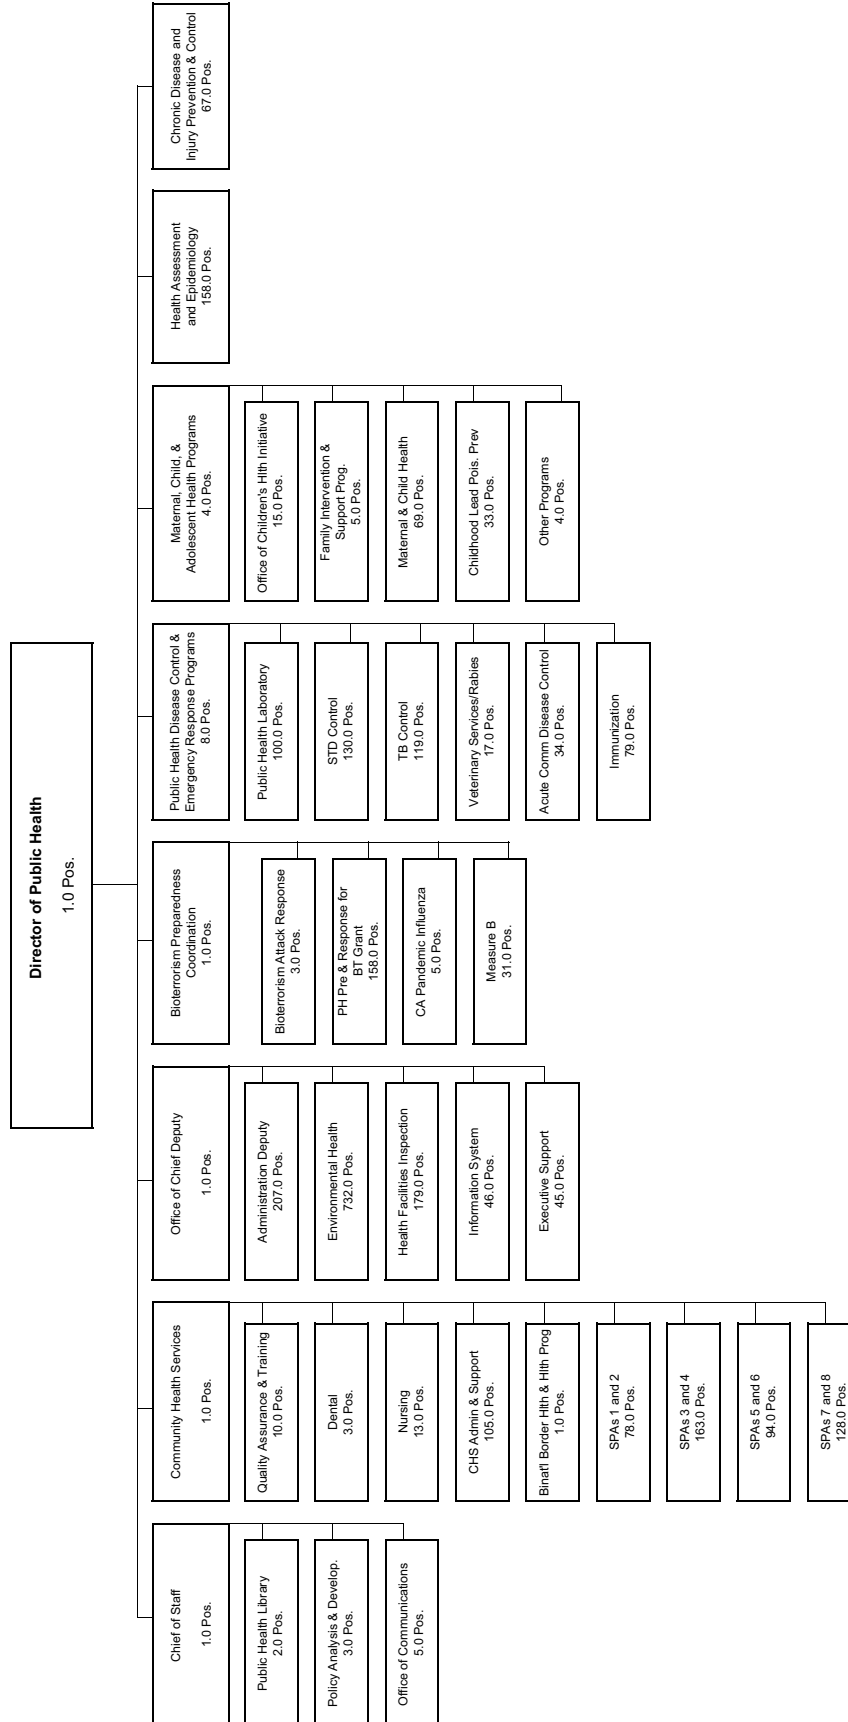 Director of Public Health
1.0 Pos.
Chief of Staff
1.0 Pos.
Public Health Library
2.0 Pos.
Policy Analysis & Develop.
3.0 Pos.
Office of Communications
5.0 Pos.
Community Health Services
1.0 Pos.
Quality Assurance & Training
10.0 Pos.
Dental
3.0 Pos.
Nursing
13.0 Pos.
CHS Admin & Support
105.0 Pos.
Binat'l Border Hlth & Hlth Prog
1.0 Pos.
SPAs 1 and 2
78.0 Pos.
SPAs 3 and 4
163.0 Pos.
SPAs 5 and 6
94.0 Pos.
SPAs 7 and 8
128.0 Pos.
Office of Chief Deputy
1.0 Pos.
Administration Deputy
207.0 Pos.
Environmental Health
732.0 Pos.
Health Facilities Inspection
179.0 Pos.
Information System
46.0 Pos.
Executive Support
45.0 Pos.
Bioterrorism Preparedness
Coordination
1.0 Pos.
Bioterrorism Attack Response
3.0 Pos.
PH Pre & Response for
BT Grant
158.0 Pos.
CA Pandemic Influenza
5.0 Pos.
Measure B
31.0 Pos.
Public Health Disease Control &
Emergency Response Programs
8.0 Pos.
Public Health Laboratory
100.0 Pos.
STD Control
130.0 Pos.
TB Control
119.0 Pos.
Veterinary Services/Rabies
17.0 Pos.
Acute Comm Disease Control
34.0 Pos.
Immunization
79.0 Pos.
Maternal, Child, &
Adolescent Health Programs
4.0 Pos.
Office of Children's Hlth Initiative
15.0 Pos.
Family Intervention &
Support Prog.
5.0 Pos.
Maternal & Child Health
69.0 Pos.
Childhood Lead Pois. Prev
33.0 Pos.
Other Programs
4.0 Pos.
Health Assessment
and Epidemiology
158.0 Pos.
Chronic Disease and
Injury Prevention & Control
67.0 Pos.